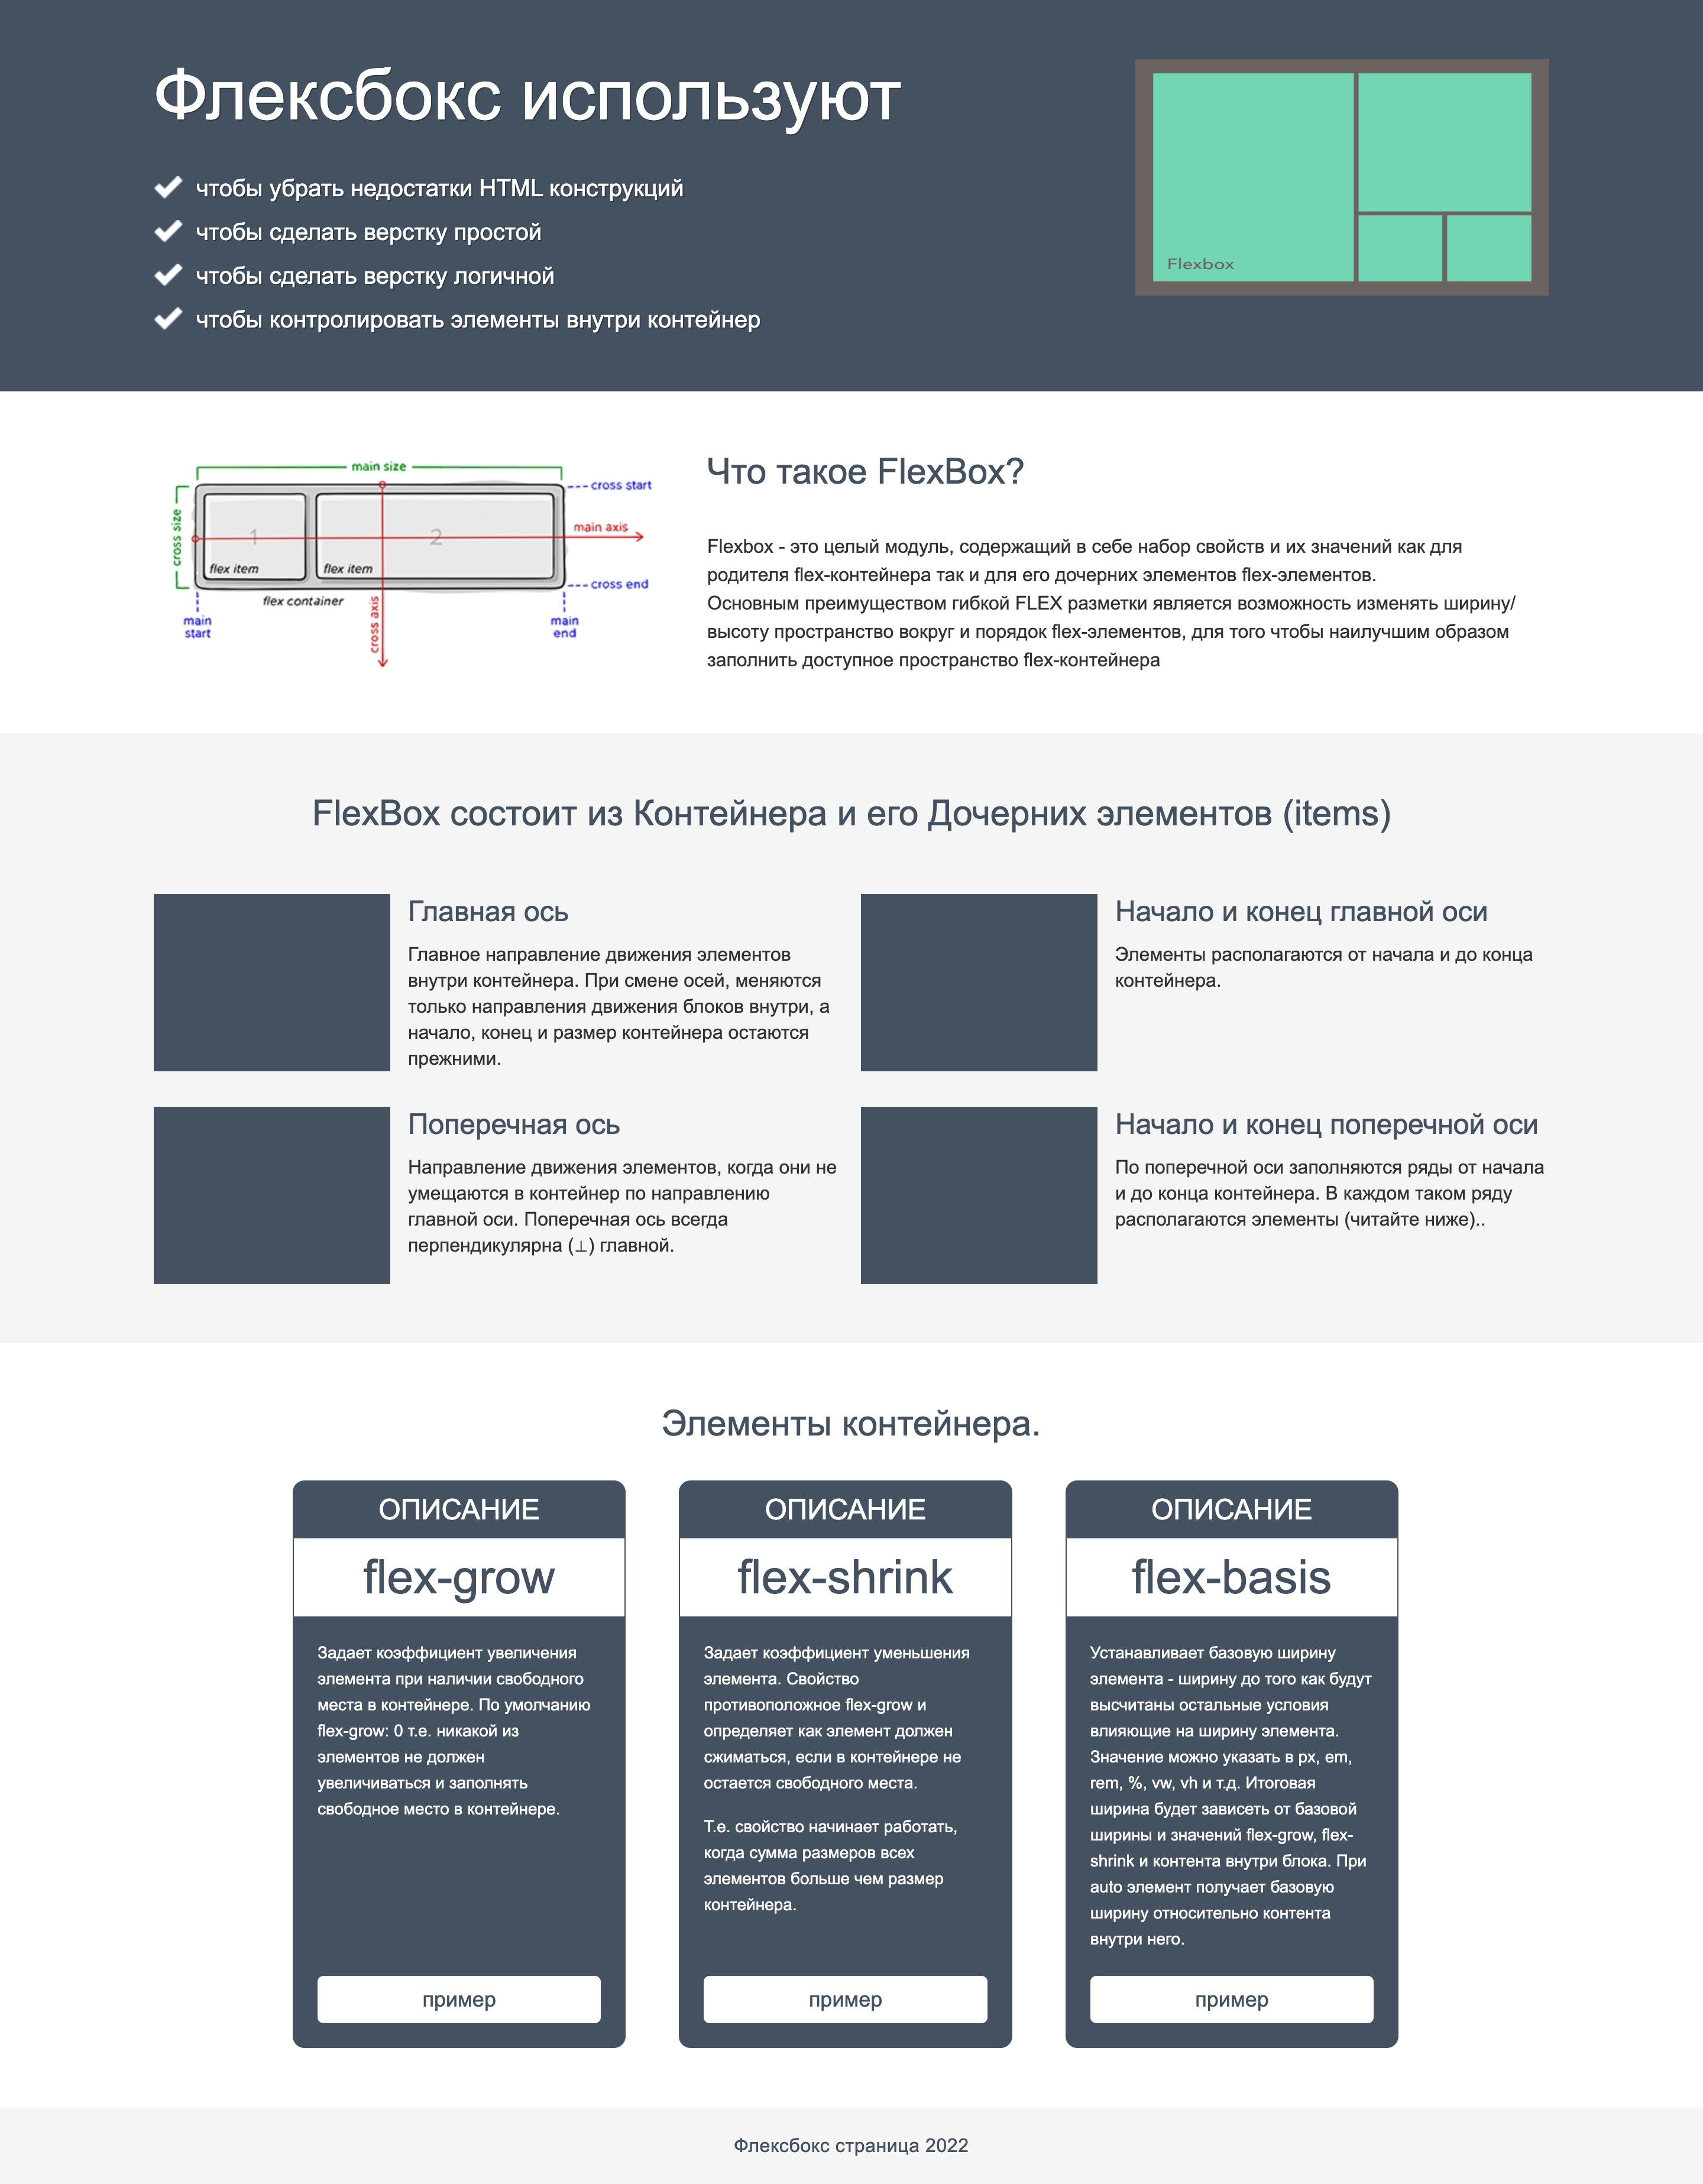 Флексбокс используют
чтобы убрать недостатки HTML конструкций
чтобы сделать верстку простой
чтобы сделать верстку логичной
чтобы контролировать элементы внутри контейнер
Flexbox
main size
cross start
cross size
1
2
main axis
flex item
flex item
cross end
flex container
main
start
cross axis
main
end
Что такое FlexBox?
Flexbox - это целый модуль, содержащий в себе набор свойств и их значений как для
родителя flex-контейнера так и для его дочерних элементов flex-элементов.
Основным преимуществом гибкой FLEX разметки является возможность изменять ширину/
высоту пространство вокруг и порядок flex-элементов, для того чтобы наилучшим образом
заполнить доступное пространство flex-контейнера
FlexBox состоит из Контейнера и его Дочерних элементов (items)
Главная ось
Главное направление движения элементов
внутри контейнера. При смене осей, меняются
только направления движения блоков внутри, а
начало, конец и размер контейнера остаются
прежними.
Начало и конец главной оси
Элементы располагаются от начала и до конца
контейнера.
Поперечная ось
Направление движения элементов, когда они не
умещаются в контейнер по направлению
главной оси. Поперечная ось всегда
перпендикулярна (⊥) главной.
Начало и конец поперечной оси
По поперечной оси заполняются ряды от начала
и до конца контейнера. В каждом таком ряду
располагаются элементы (читайте ниже)..
Элементы контейнера.
ОПИСАНИЕ
flex-grow
Задает коэффициент увеличения
элемента при наличии свободного
места в контейнере. По умолчанию
flex-grow: 0 т.е. никакой из
элементов не должен
увеличиваться и заполнять
свободное место в контейнере.
пример
ОПИСАНИЕ
flex-shrink
Задает коэффициент уменьшения
элемента. Свойство
противоположное flex-grow и
определяет как элемент должен
сжиматься, если в контейнере не
остается свободного места.
Т.е. свойство начинает работать,
когда сумма размеров всех
элементов больше чем размер
контейнера.
пример
ОПИСАНИЕ
flex-basis
Устанавливает базовую ширину
элемента - ширину до того как будут
высчитаны остальные условия
влияющие на ширину элемента.
Значение можно указать в px, em,
rem, %, vw, vh и т.д. Итоговая
ширина будет зависеть от базовой
ширины и значений flex-grow, flex-
shrink и контента внутри блока. При
auto элемент получает базовую
ширину относительно контента
внутри него.
пример
Флексбокс страница 2022